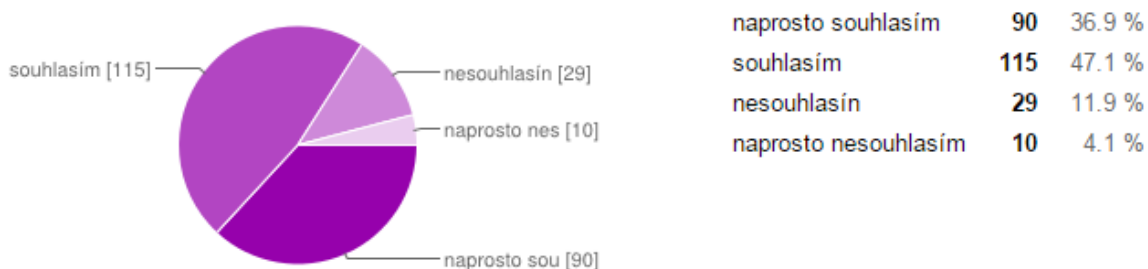 souhlasím [115]
nesouhlasín [29]
naprosto nes [10]
naprosto sou [90]
naprosto souhlasím 90 36.9 %
souhlasím 115 47.1 %
nesouhlasín 29 11.9 %
naprosto nesouhlasím 10 4.1 %